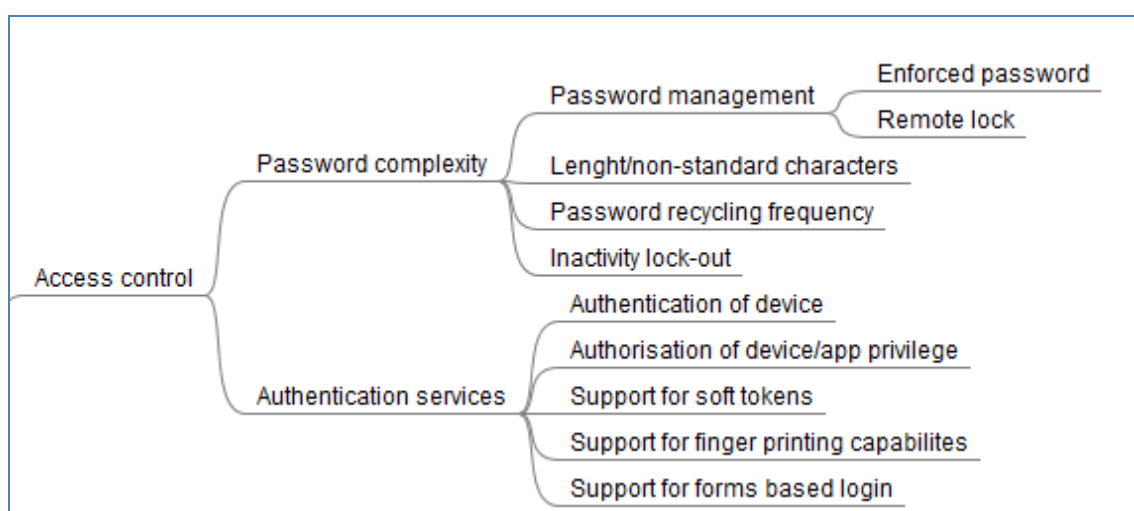 Enforced password
Password management
Remote lock
Password complexity
Lenght/non-standard characters
Password recycling frequency
Inactivity lock-out
Access control
Authentication of device
Authorisation of device/app privilege
Authentication services
Support for soft tokens
Support for finger printing capabilites
Support for forms based login